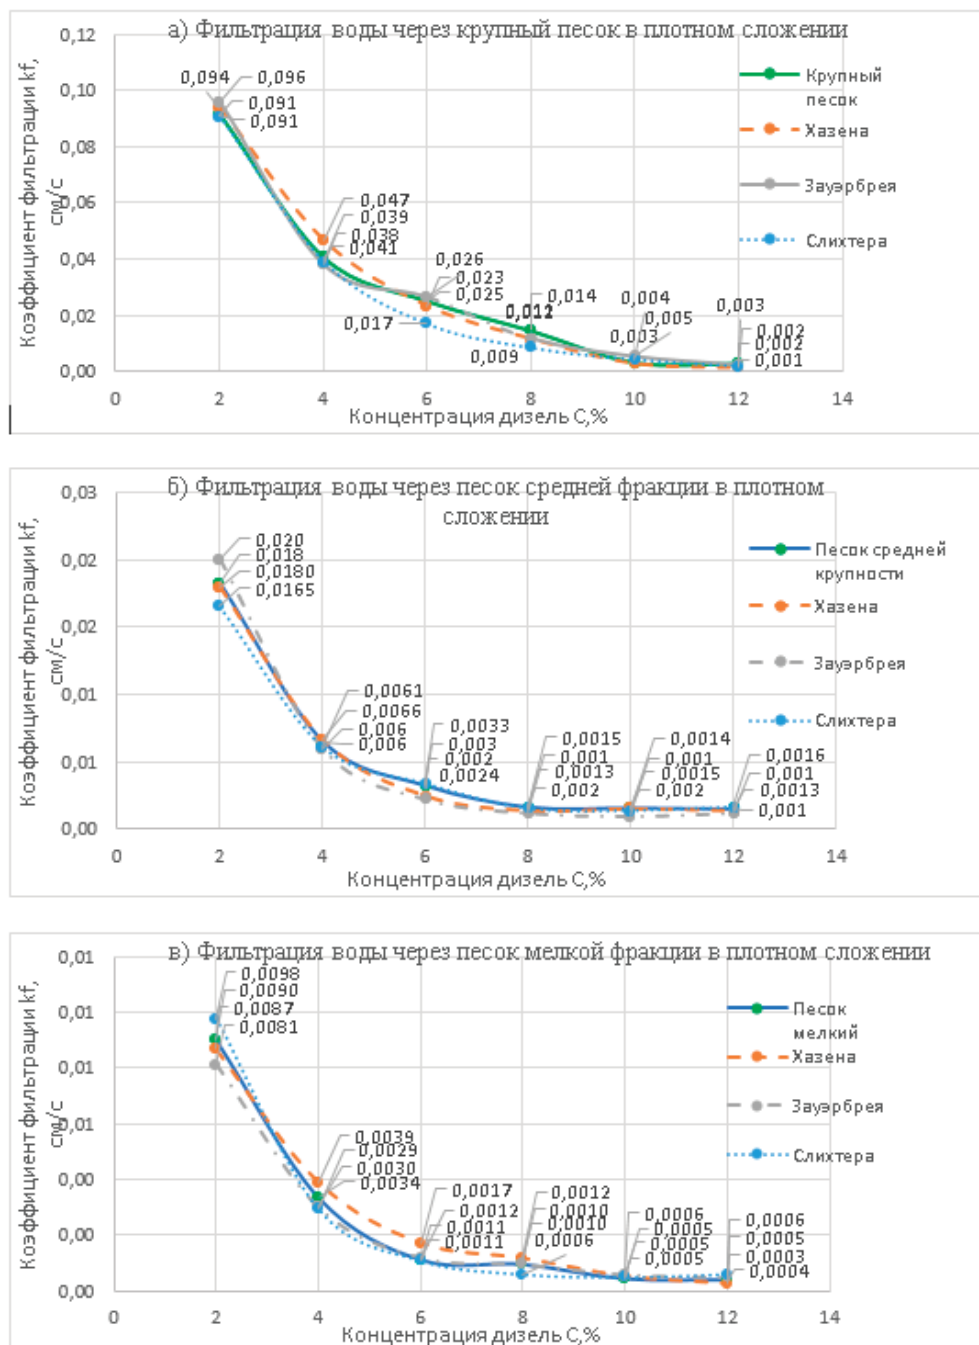 а) Фильтрация воды через крупный песок в плотном сложении
Коэффициент фильтрации kf,
см/с
0,12
0,10
0,08
0,06
0,04
0,02
0,00
0,094
0,096
0,091
0,091
0,047
0,039
0,038
0,041
0,026
0,023
0,025
0,017
0,014
0,009
0,004
0,005
0,003
0,003
0,002
0,002
0,001
Крупный
песок
Хазена
Зауэрбрея
Слихтера
0 2 4 6 8 10 12 14
Концентрация дизель С,%
б) Фильтрация воды через песок средней фракции в плотном
сложении
Коэффициент фильтрации kf,
см/с
0,03
0,02
0,02
0,01
0,01
0,00
0,020
0,018
0,0180
0,0165
0,0061
0,0066
0,006
0,006
0,0033
0,003
0,002
0,0024
0,0015
0,001
0,0013
0,002
0,0014
0,001
0,0015
0,002
0,0016
0,001
0,0013
0,001
Песок средней
крупности
Хазена
Зауэрбрея
Слихтера
0 2 4 6 8 10 12 14
Концентрация дизель С,%
в) Фильтрация воды через песок мелкой фракции в плотном сложении
Коэффициент фильтрации kf,
см/с
0,01
0,01
0,01
0,01
0,00
0,00
0,00
0,0098
0,0090
0,0087
0,0081
0,0039
0,0029
0,0030
0,0034
0,0017
0,0012
0,0011
0,0011
0,0012
0,0010
0,0010
0,0006
0,0006
0,0005
0,0005
0,0005
0,0006
0,0005
0,0003
0,0004
Песок
мелкий
Хазена
Зауэрбрея
Слихтера
0 2 4 6 8 10 12 14
Концентрация дизель С,%